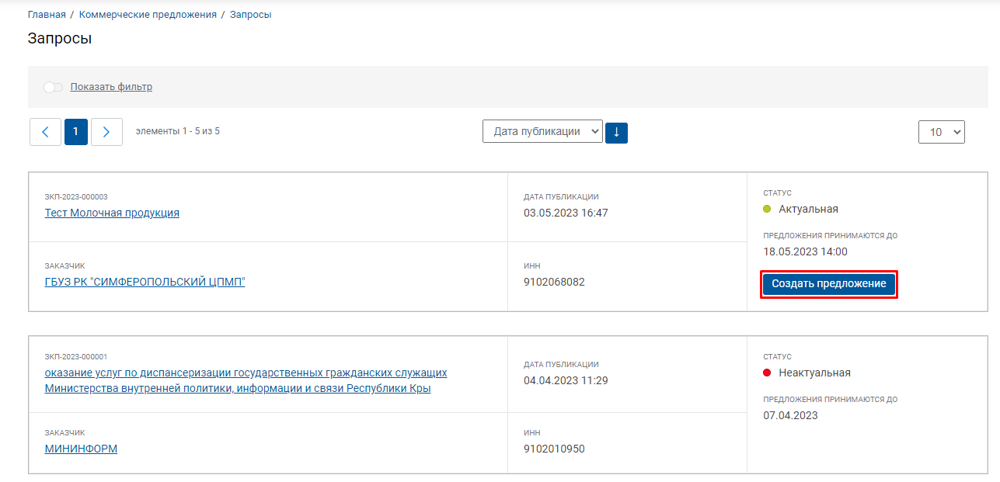 Главная / Коммерческие предложения / Запросы
Запросы
Показать фильтр
1
элементы 1 - 5 из 5
Дата публикации
↓
10
ЗКП-2023-000003
Тест Молочная продукция
ДАТА ПУБЛИКАЦИИ
03.05.2023 16:47
СТАТУС
Актуальная
ПРЕДЛОЖЕНИЯ ПРИНИМАЮТСЯ ДО
18.05.2023 14:00
ЗАКАЗЧИК
ГБУЗ РК "СИМФЕРОПОЛЬСКИЙ ЦПМП"
ИНН
9102068082
Создать предложение
ЗКП-2023-000001
оказание услуг по диспансеризации государственных гражданских служащих
Министерства внутренней политики, информации и связи Республики Кры
ДАТА ПУБЛИКАЦИИ
04.04.2023 11:29
СТАТУС
Неактуальная
ПРЕДЛОЖЕНИЯ ПРИНИМАЮТСЯ ДО
07.04.2023
ЗАКАЗЧИК
МИНИНФОРМ
ИНН
9102010950